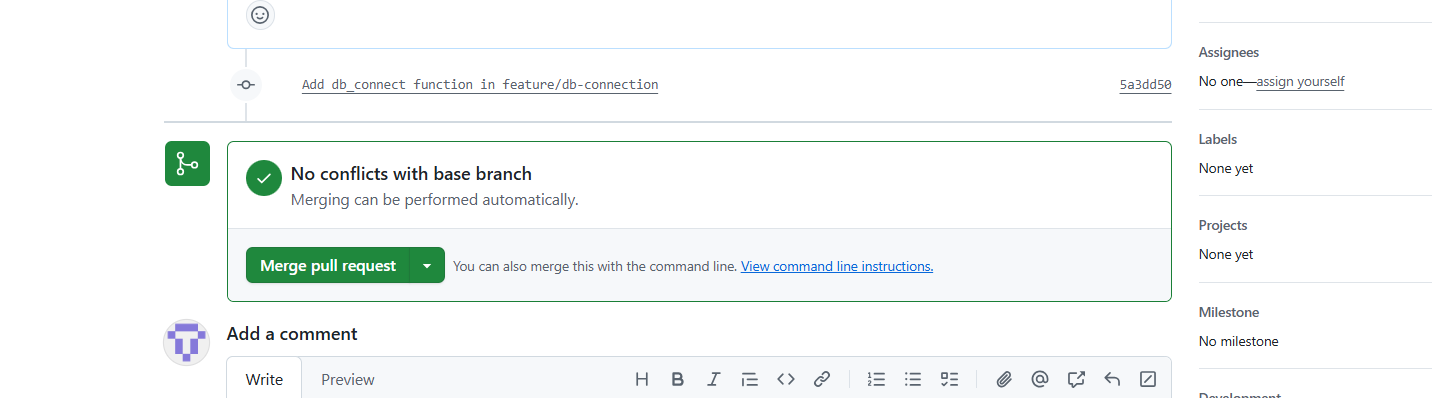 Add db_connect function in feature/db-connection
5a3dd50
No conflicts with base branch
Merging can be performed automatically.
Merge pull request
You can also merge this with the command line. View command line instructions.
Add a comment
Write
Preview
Assignees
No one—assign yourself
Labels
None yet
Projects
None yet
Milestone
No milestone
Development